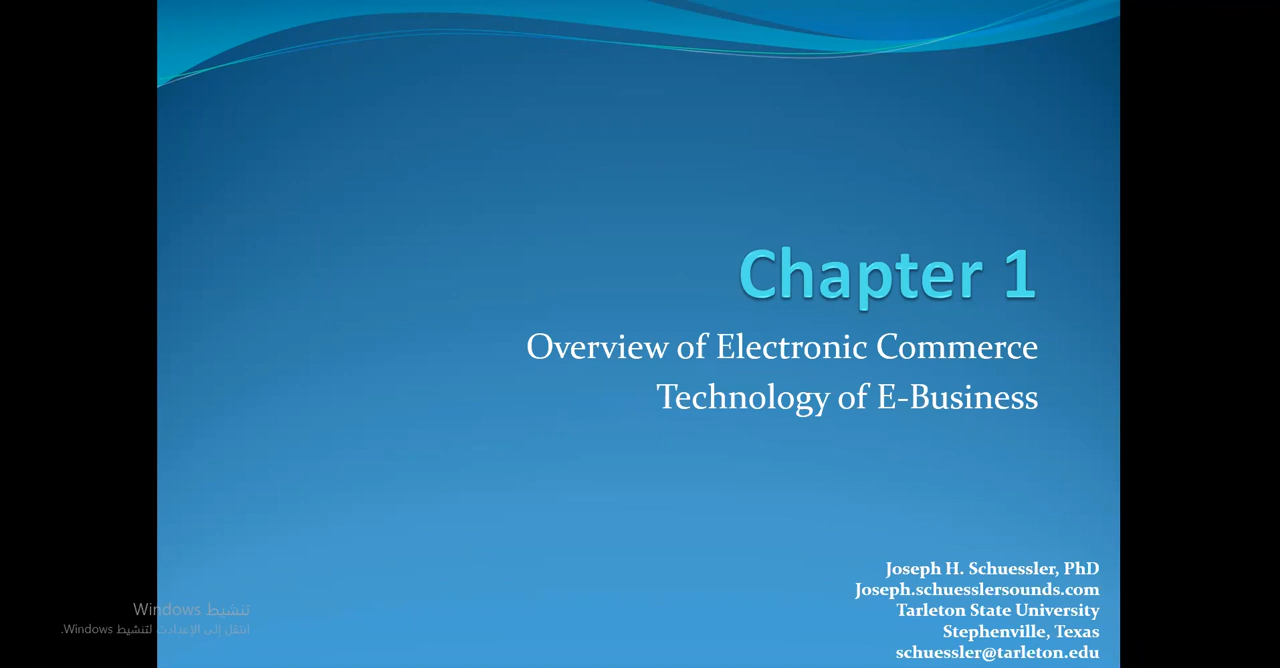 Chapter 1
Overview of Electronic Commerce
Technology of E-Business
Joseph H. Schuessler, PhD
Joseph.schuesslersounds.com
Tarleton State University
Stephenville, Texas
schuessler@tarleton.edu
تنشيط Windows
انتقل إلى الإعدادت لتنشيط Windows.